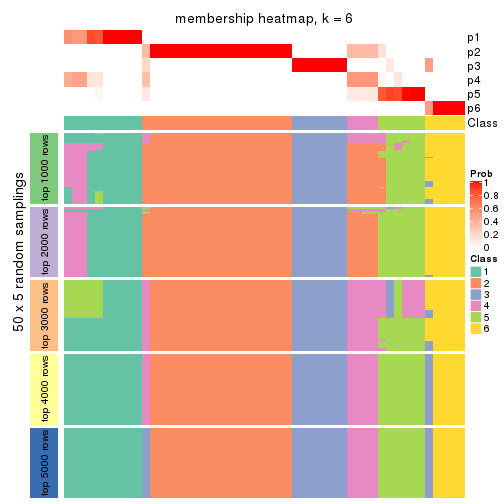 membership heatmap, k = 6
p1
p2
p3
p4
p5
p6
Class
50 x 5 random samplings
top 1000 rows
top 2000 rows
top 3000 rows
top 4000 rows
top 5000 rows
Prob
1
0.8
0.6
0.4
0.2
0
Class
1
2
3
4
5
6